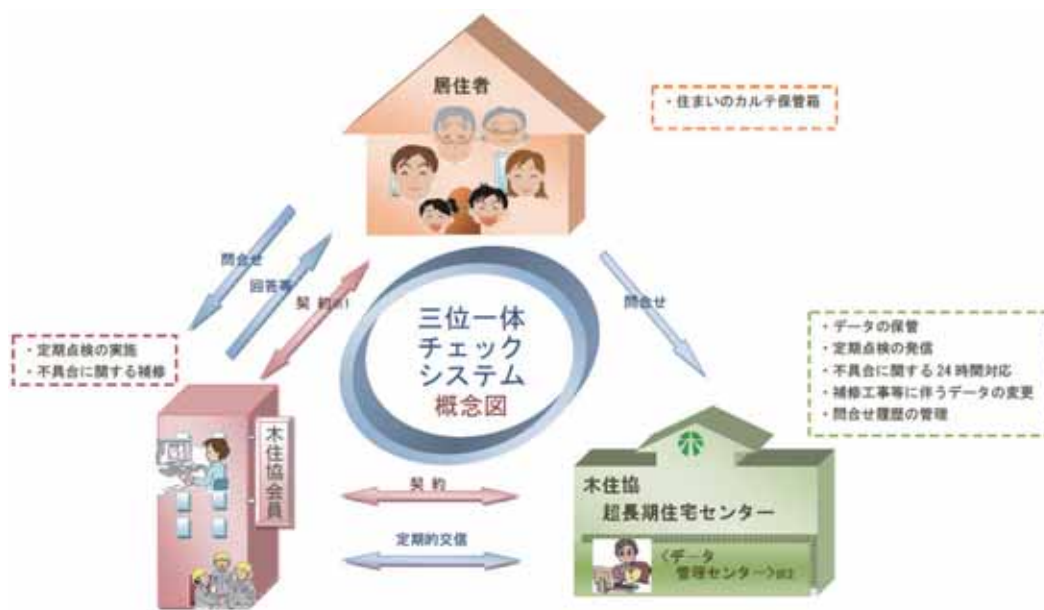 居住者
・住まいのカルテ保管箱
問合せ
回答等
契 約※1
問合せ
三位一体
チェック
システム
概念図
・定期点検の実施
・不具合に関する補修
・データの保管
・定期点検の発信
・不具合に関する24時間対応
・補修工事等に伴うデータの変更
・問合せ履歴の管理
木住協会員
契 約
定期的交信
木住協
超長期住宅センター
<データ
管理センター>※2